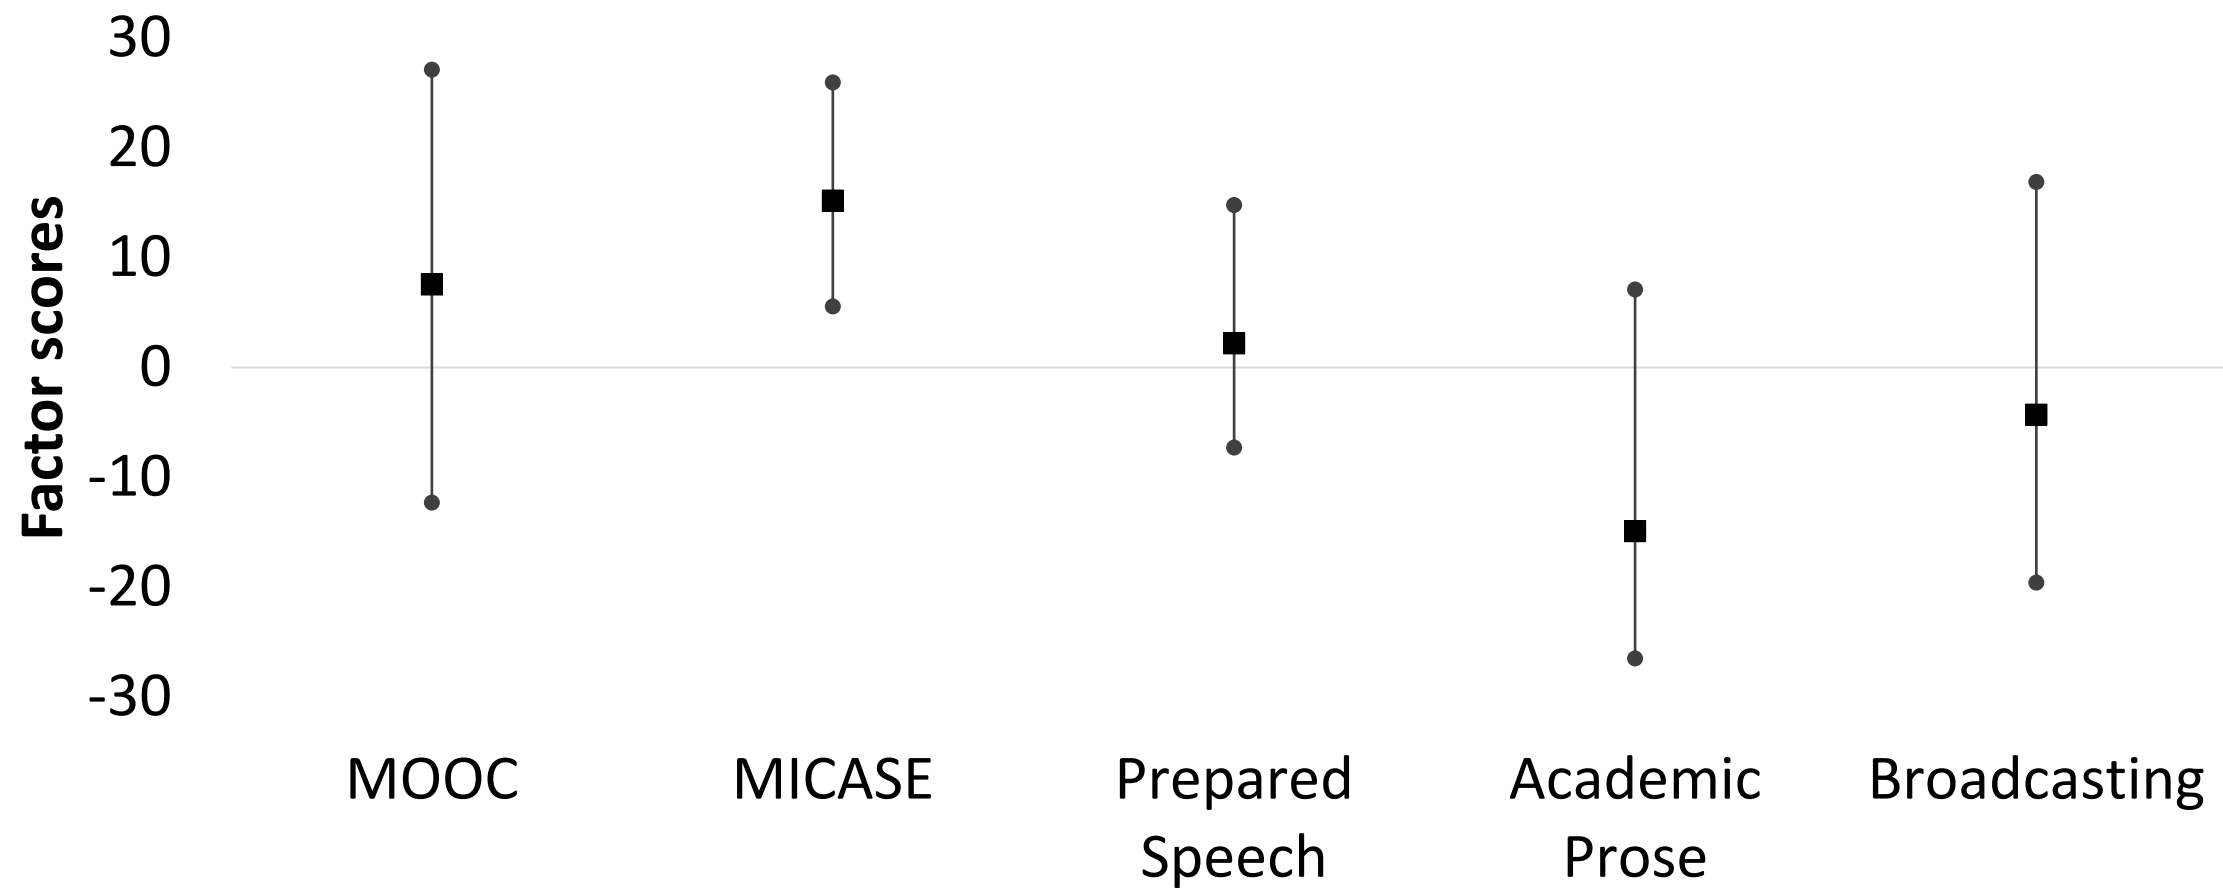 30
20
10
0
-10
-20
-30
Factor scores
MOOC
MICASE
Prepared
Speech
Academic
Prose
Broadcasting